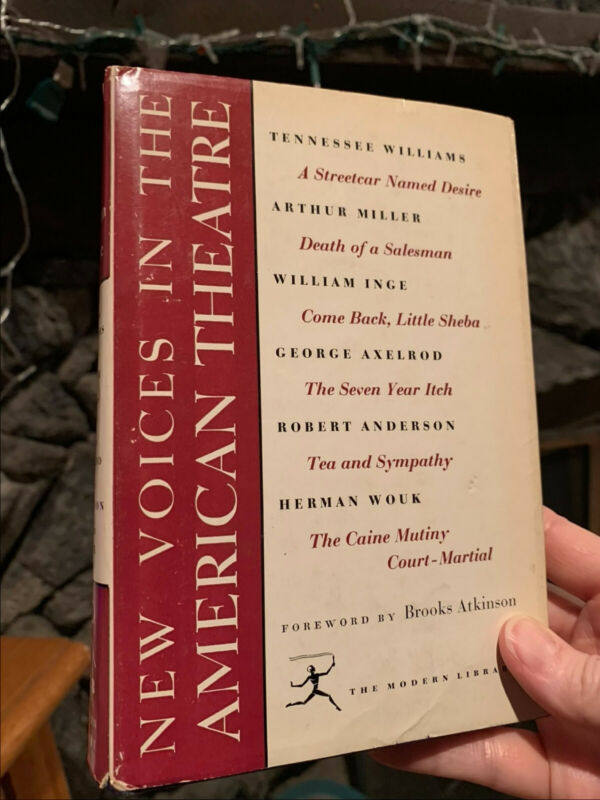 NEW VOICES IN THE
AMERICAN THEATRE
TENNESSEE WILLIAMS
A Streetcar Named Desire
ARTHUR MILLER
Death of a Salesman
WILLIAM INGE
Come Back, Little Sheba
GEORGE AXELROD
The Seven Year Itch
ROBERT ANDERSON
Tea and Sympathy
HERMAN WOUK
The Caine Mutiny
Court-Martial
FOREWORD BY Brooks Atkinson
THE MODERN